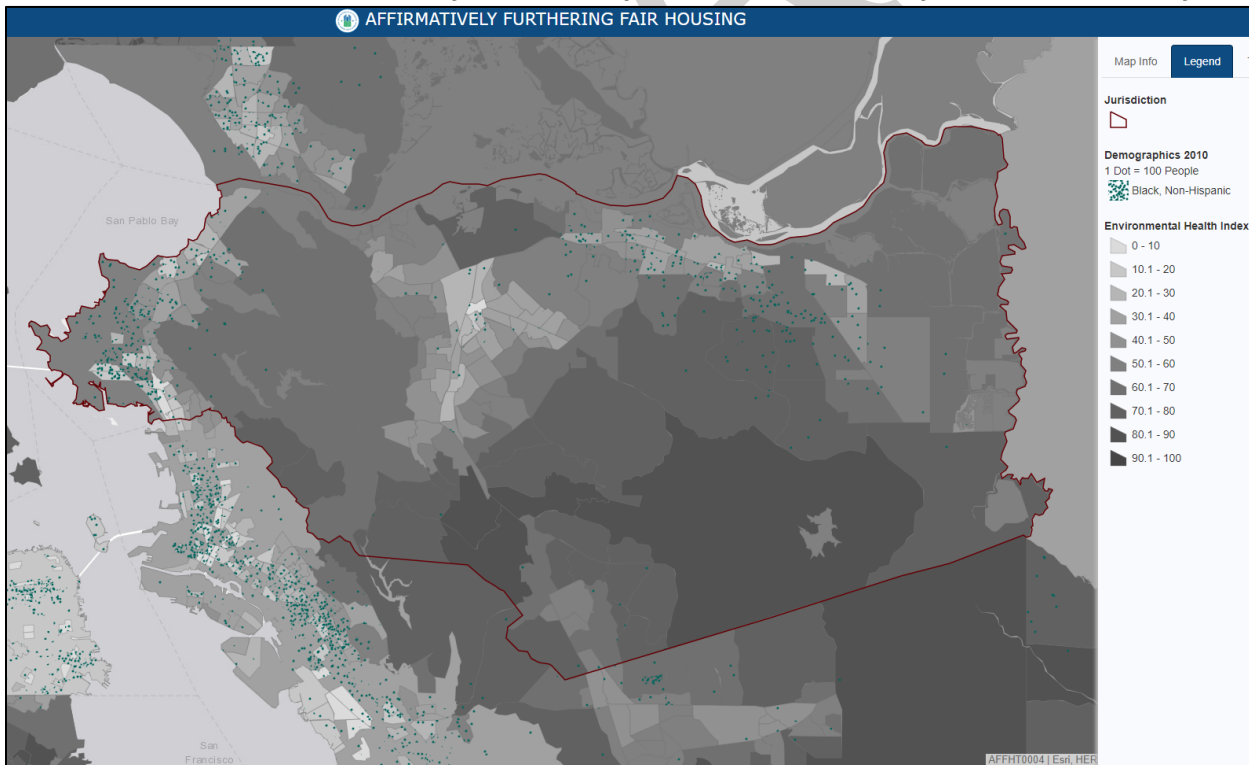 AFFIRMATIVELY FURTHERING FAIR HOUSING
Map Info
Legend
Jurisdiction
Demographics 2010
1 Dot = 100 People
Black, Non-Hispanic
Environmental Health Index
0 - 10
10.1 - 20
20.1 - 30
30.1 - 40
40.1 - 50
50.1 - 60
60.1 - 70
70.1 - 80
80.1 - 90
90.1 - 100
San Pablo Bay
San
Francisco
AFFHT0004 | Esri, HER